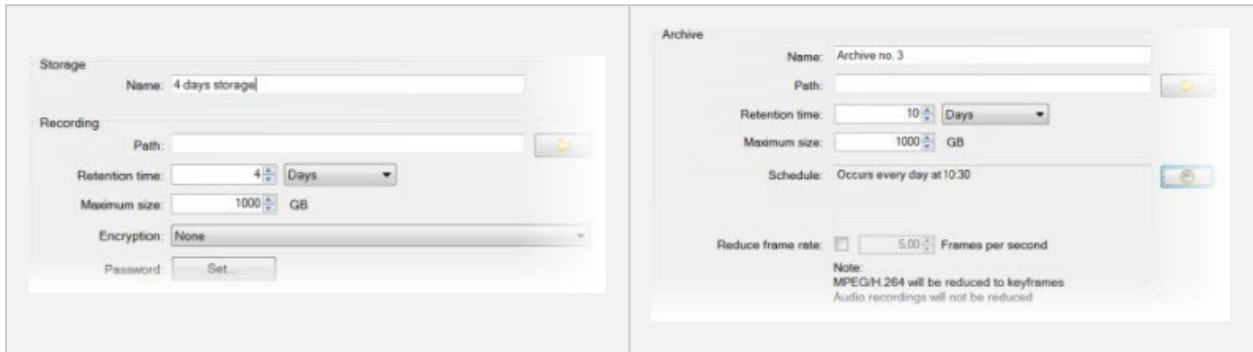 Storage
Name: 4 days storage
Recording
Path:
Retention time: 4 Days
Maximum size: 1000 GB
Encryption: None
Password: Set...
Archive
Name: Archive no. 3
Path:
Retention time: 10 Days
Maximum size: 1000 GB
Schedule: Occurs every day at 10:30
Reduce frame rate: 5.00 Frames per second
Note:
MPEG/H.264 will be reduced to keyframes
Audio recordings will not be reduced